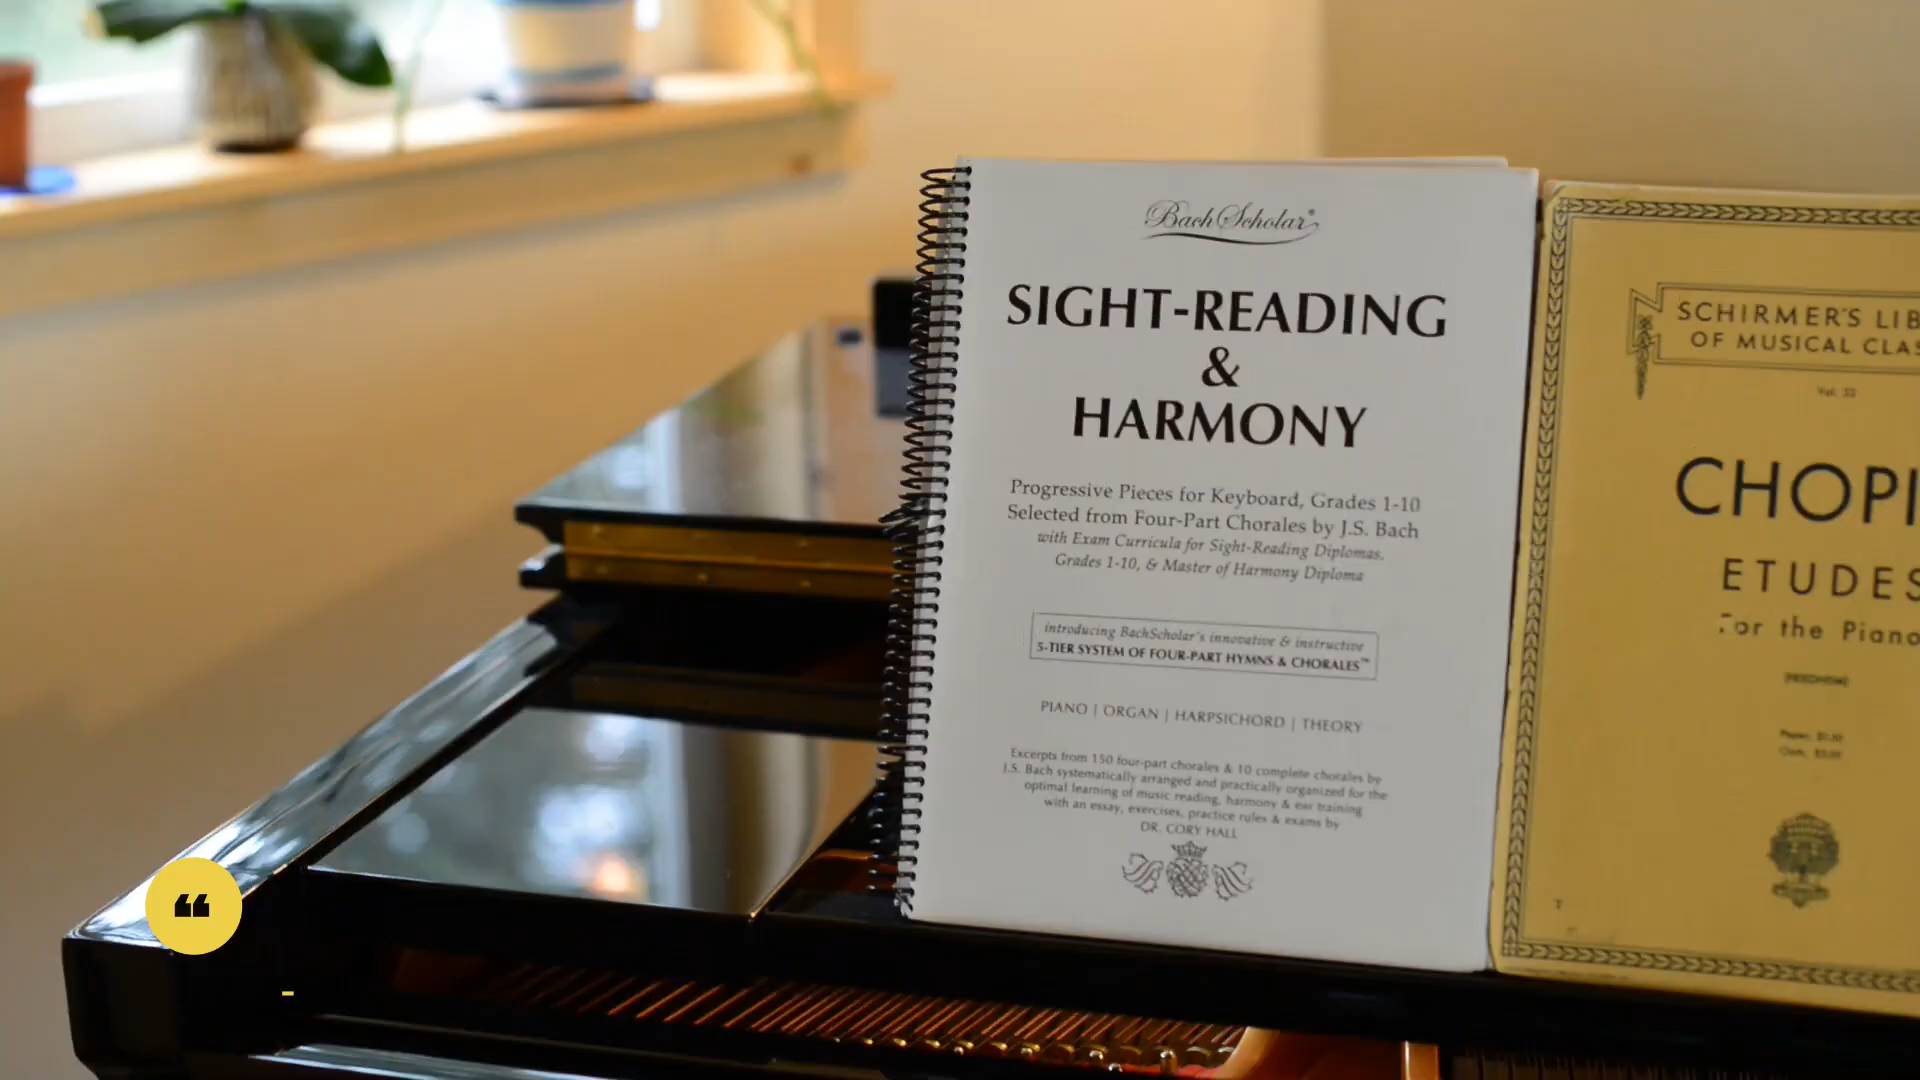 BachScholar®
SIGHT-READING
&
HARMONY
Progressive Pieces for Keyboard, Grades 1-10
Selected from Four-Part Chorales by J.S. Bach
with Exam Curricula for Sight-Reading Diplomas,
Grades 1-10, & Master of Harmony Diploma
introducing BachScholar's innovative & instructive
5-TIER SYSTEM OF FOUR-PART HYMNS & CHORALES™
PIANO | ORGAN | HARPSICHORD | THEORY
Excerpts from 150 four-part chorales & 10 complete chorales by
J.S. Bach systematically arranged and practically organized for the
optimal learning of music reading, harmony & ear training
with an essay, exercises, practice rules & exams by
DR. CORY HALL
SCHIRMER'S LIB
OF MUSICAL CLAS
Vol. 33
CHOPI
ETUDES
For the Piano
(FRIEDHEIM)
❝